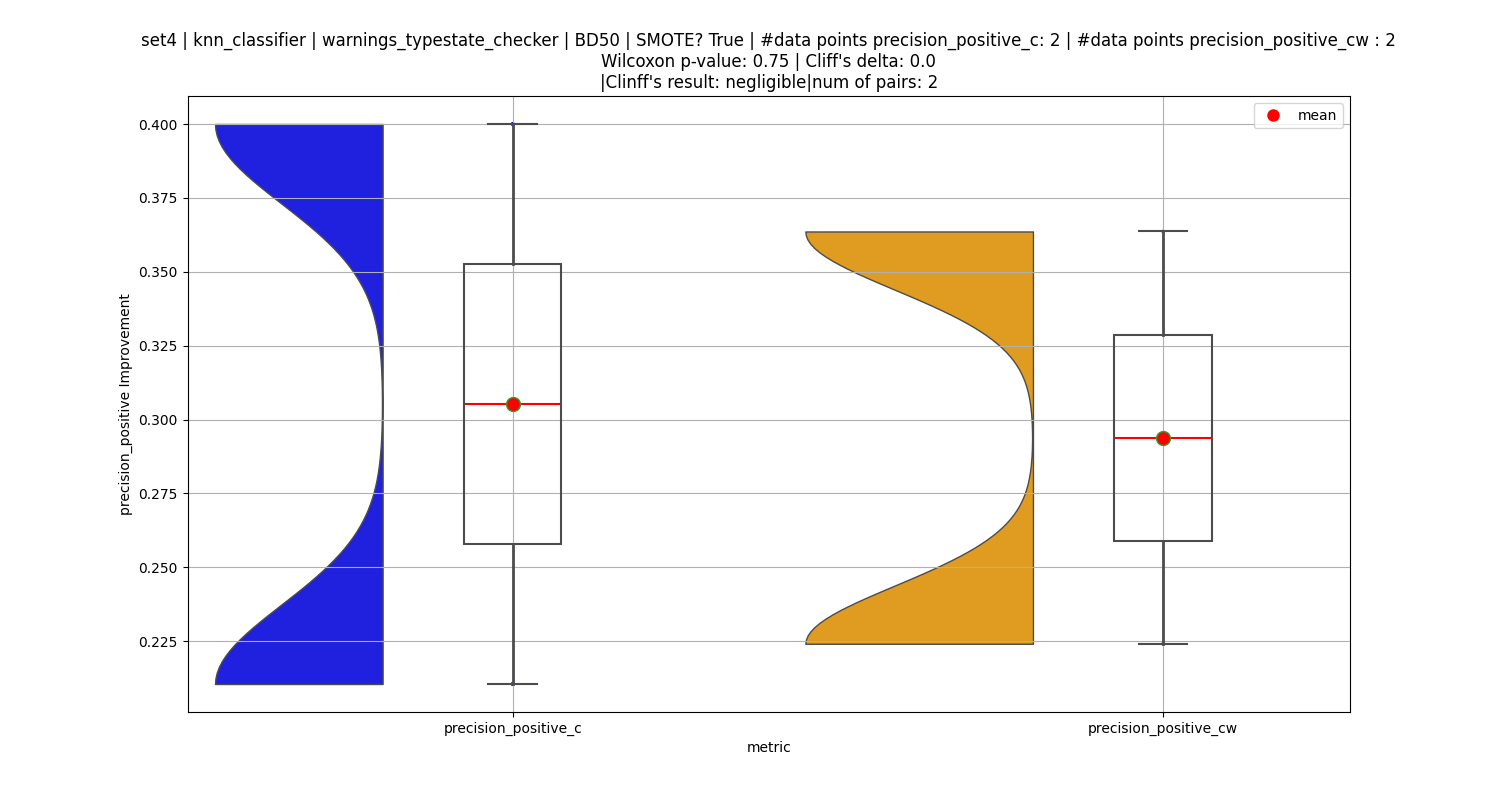 set4 | knn_classifier | warnings_typestate_checker | BD50 | SMOTE? True | #data points precision_positive_c: 2 | #data points precision_positive_cw : 2
Wilcoxon p-value: 0.75 | Cliff's delta: 0.0
|Clinff's result: negligible|num of pairs: 2
mean
0.400
0.375
0.350
0.325
0.300
0.275
0.250
0.225
precision_positive Improvement
precision_positive_c
precision_positive_cw
metric